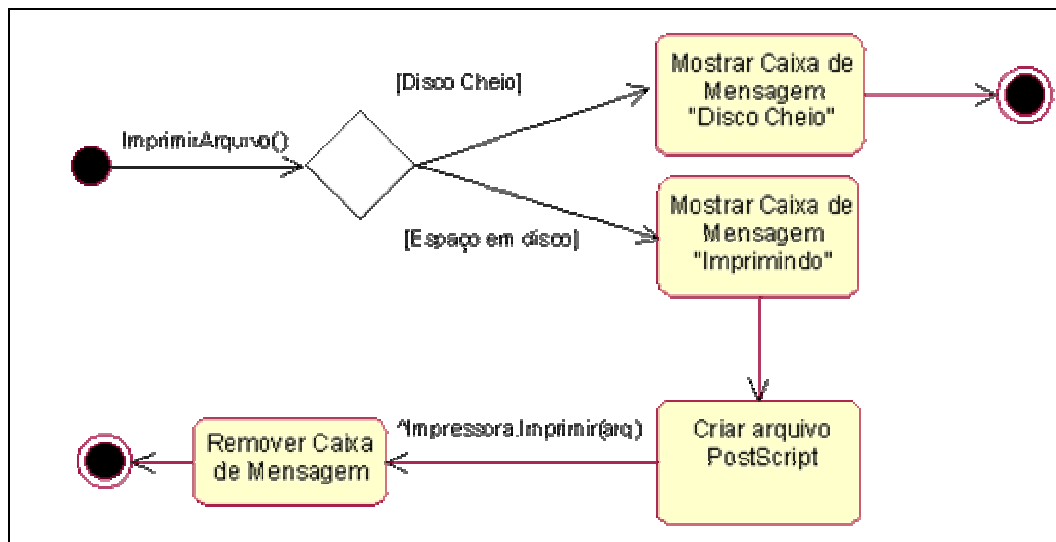 [Disco Cheio]
Mostrar Caixa de
Mensagem
"Disco Cheio"
ImprimirArquivo()
[Espaço em disco]
Mostrar Caixa de
Mensagem
"Imprimindo"
^Impressora.Imprimir(arq)
Remover Caixa
de Mensagem
Criar arquivo
PostScript